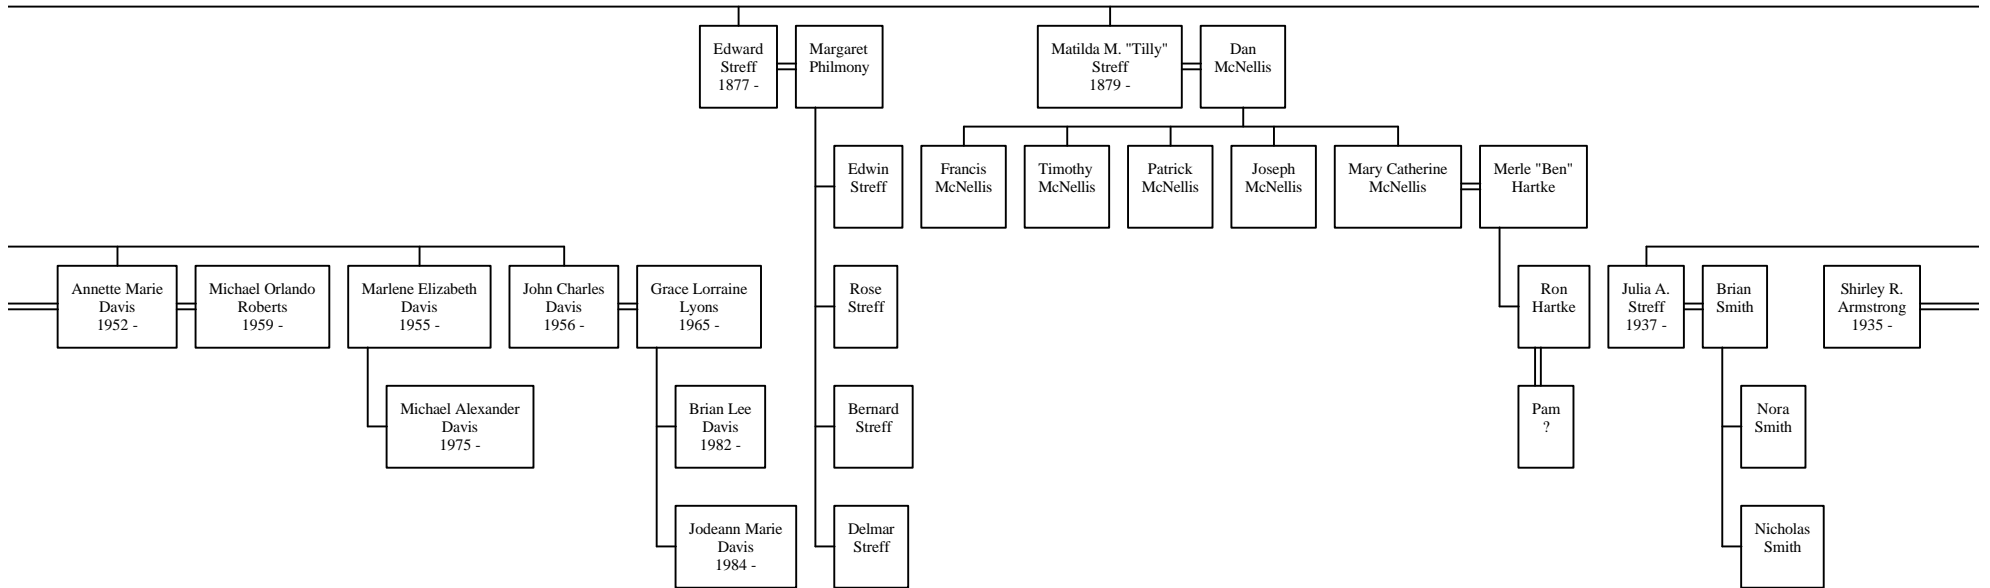 Edward
Streff
1877 -
Margaret
Philmony
Matilda M. "Tilly"
Streff
1879 -
Dan
McNellis
Edwin
Streff
Francis
McNellis
Timothy
McNellis
Patrick
McNellis
Joseph
McNellis
Mary Catherine
McNellis
Merle "Ben"
Hartke
Annette Marie
Davis
1952 -
Michael Orlando
Roberts
1959 -
Marlene Elizabeth
Davis
1955 -
John Charles
Davis
1956 -
Grace Lorraine
Lyons
1965 -
Rose
Streff
Ron
Hartke
Julia A.
Streff
1937 -
Brian
Smith
Shirley R.
Armstrong
1935 -
Michael Alexander
Davis
1975 -
Brian Lee
Davis
1982 -
Bernard
Streff
Pam
?
Nora
Smith
Jodeann Marie
Davis
1984 -
Delmar
Streff
Nicholas
Smith